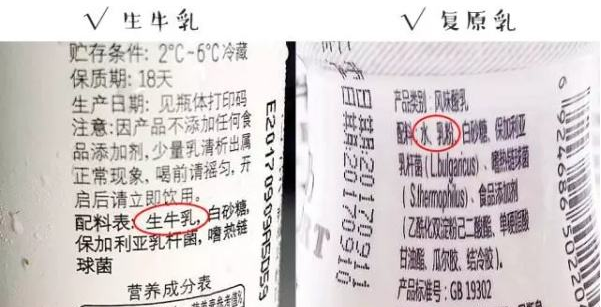 √ 生牛乳
√ 复原乳
贮存条件: 2°C~6°C冷藏
保质期: 18天
生产日期: 见瓶体打印码
注意: 因产品不添加任何食
品添加剂, 少量乳清析出属
正常现象, 喝前请摇匀, 开
启后请立即饮用。
配料表: 生牛乳, 白砂糖,
保加利亚乳杆菌, 嗜热链
球菌
营养成分表
产品类别: 风味酸乳
配料: 水、乳粉、白砂糖、保加利亚
乳杆菌(L.bulgaricus)、嗜热链球菌
(S.thermophilus)、食品添加剂
(乙酰化双淀粉己二酸酯、单硬脂酸
甘油酯、瓜尔胶、结冷胶)。
产品标准号: GB 19302